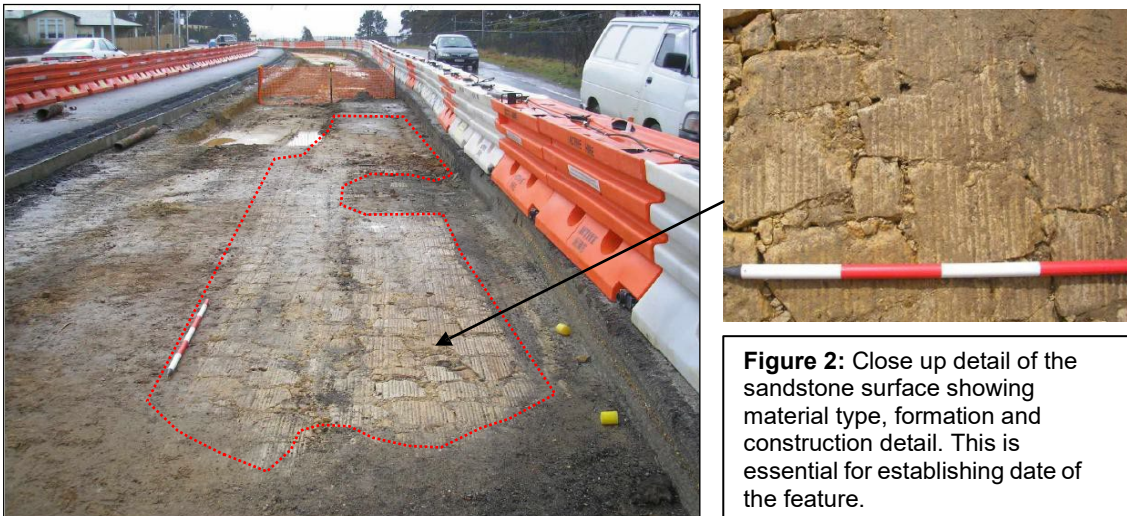 Figure 2: Close up detail of the
sandstone surface showing
material type, formation and
construction detail. This is
essential for establishing date of
the feature.